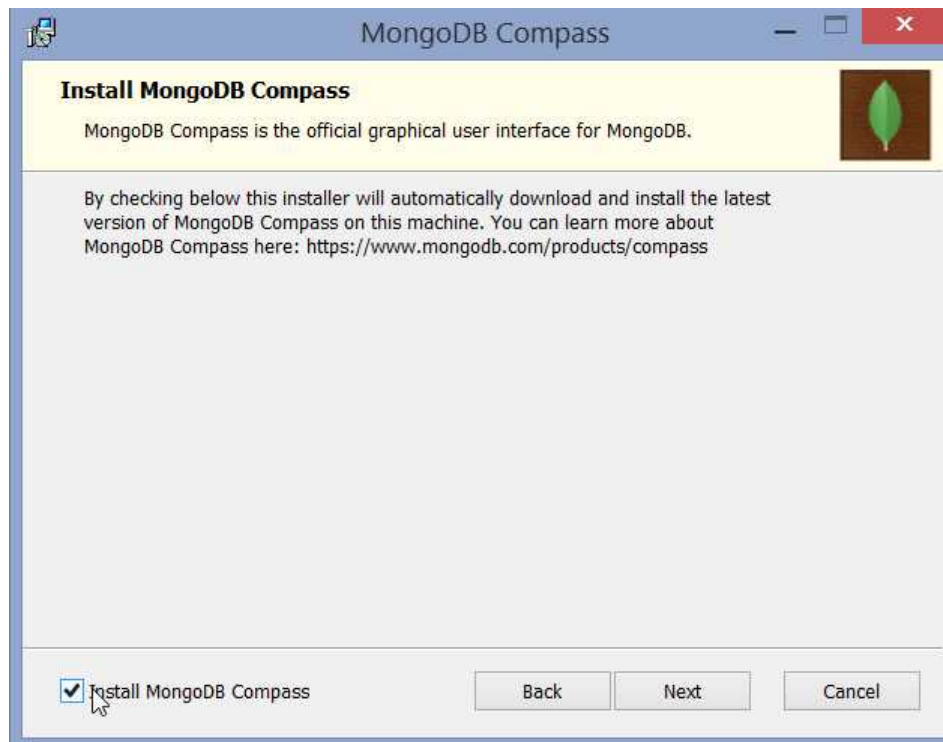 MongoDB Compass
Install MongoDB Compass
MongoDB Compass is the official graphical user interface for MongoDB.
By checking below this installer will automatically download and install the latest
version of MongoDB Compass on this machine. You can learn more about
MongoDB Compass here: https://www.mongodb.com/products/compass
Install MongoDB Compass
Back
Next
Cancel